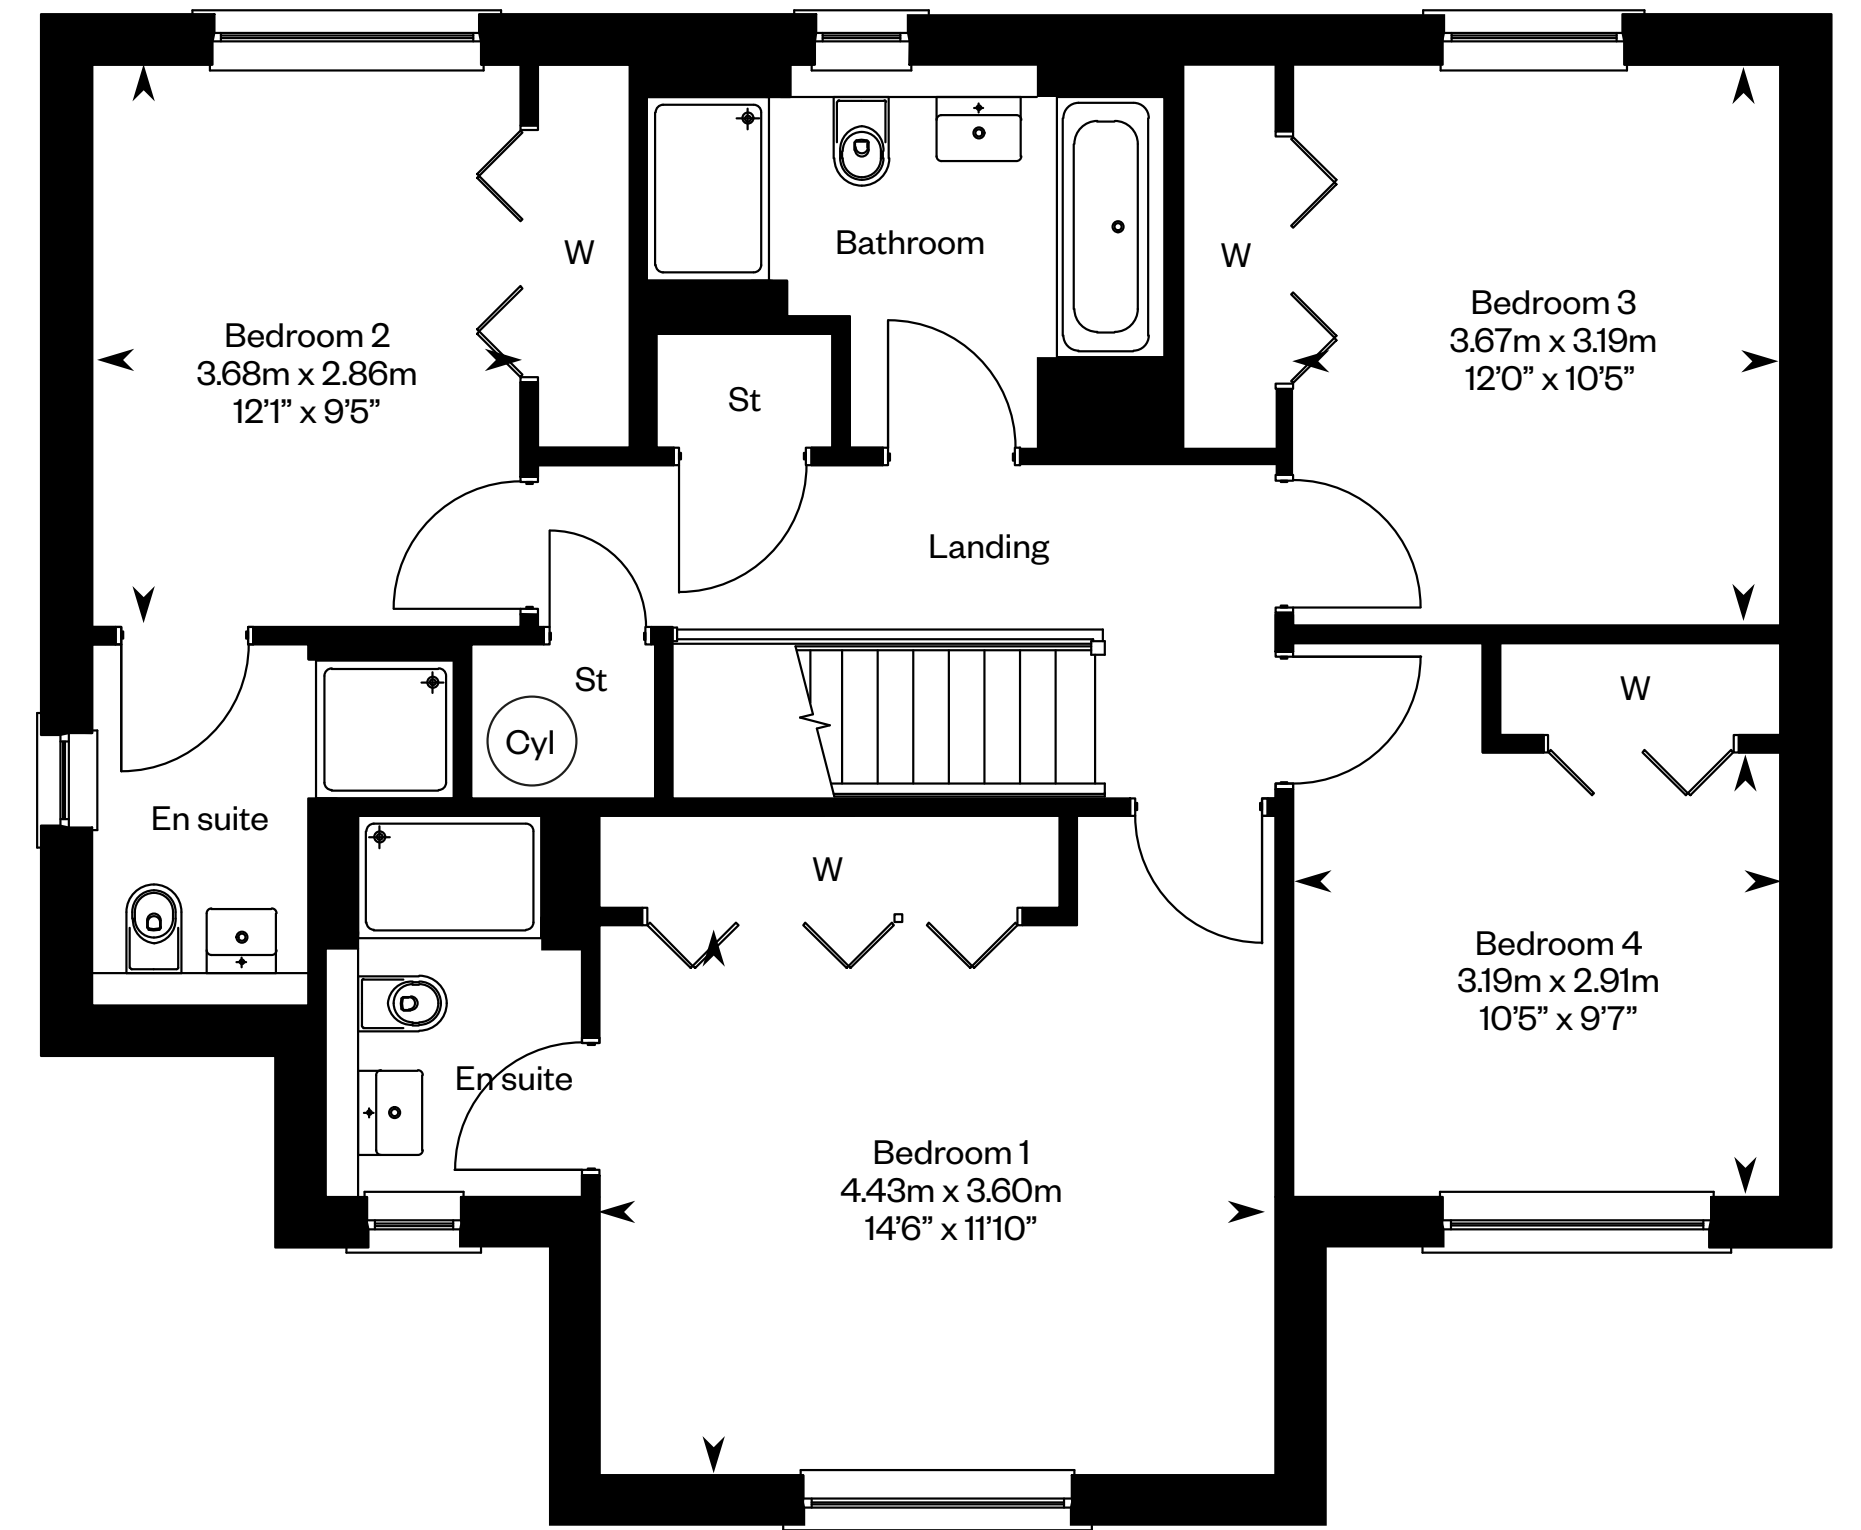 Bathroom
W
W
Bedroom 2
3.68m x 2.86m
12’1” x 9’5”
Bedroom 3
3.67m x 3.19m
12’0” x 10’5”
St
Landing
St
Cyl
W
En suite
W
Bedroom 4
3.19m x 2.91m
10’5” x 9’7”
En suite
Bedroom 1
4.43m x 3.60m
14’6” x 11’10”